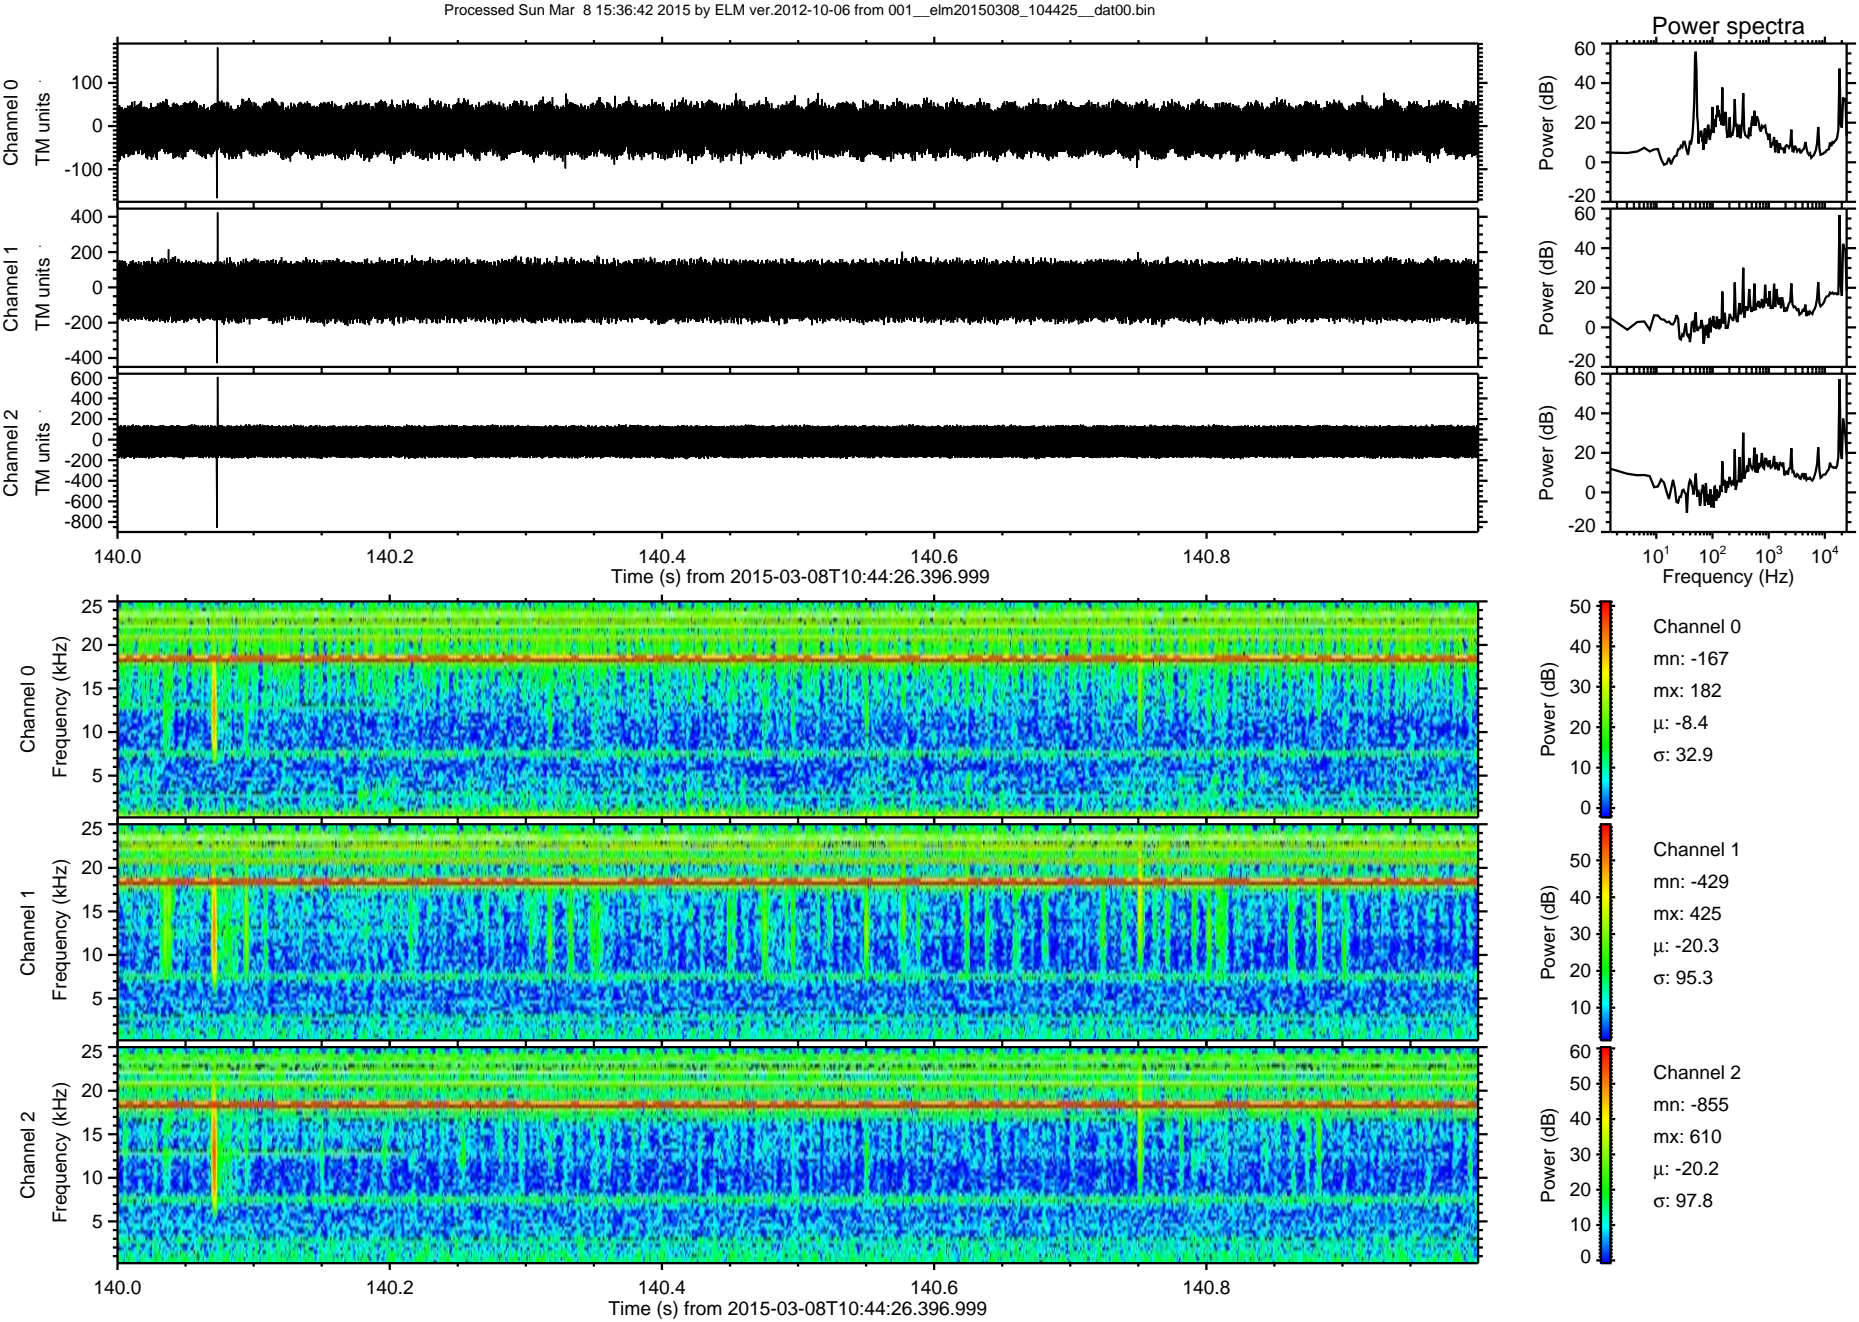 Processed Sun Mar 8 15:36:42 2015 by ELM ver.2012-10-06 from 001__elm20150308_104425__dat00.bin
Power spectra
Channel 0
TM units
100
0
-100
Power (dB)
60
40
20
0
-20
Channel 1
TM units
400
200
0
-200
-400
Power (dB)
60
40
20
0
-20
Channel 2
TM units
600
400
200
0
-200
-400
-600
-800
Power (dB)
60
40
20
0
-20
140.0 140.2 140.4 140.6 140.8
Time (s) from 2015-03-08T10:44:26.396.999
10^1 10^2 10^3 10^4
Frequency (Hz)
Channel 0
Frequency (kHz)
25
20
15
10
5
Power (dB)
50
40
30
20
10
0
Channel 0
mn: -167
mx: 182
μ: -8.4
σ: 32.9
Channel 1
Frequency (kHz)
25
20
15
10
5
Power (dB)
50
40
30
20
10
Channel 1
mn: -429
mx: 425
μ: -20.3
σ: 95.3
Channel 2
Frequency (kHz)
25
20
15
10
5
Power (dB)
60
50
40
30
20
10
0
Channel 2
mn: -855
mx: 610
μ: -20.2
σ: 97.8
140.0 140.2 140.4 140.6 140.8
Time (s) from 2015-03-08T10:44:26.396.999